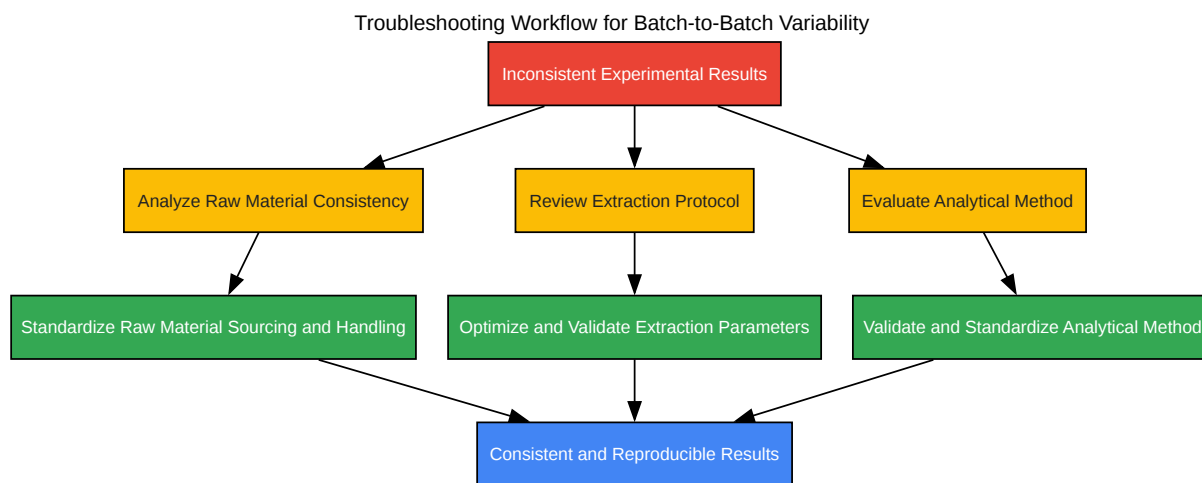 Troubleshooting Workflow for Batch-to-Batch Variability
Inconsistent Experimental Results
Analyze Raw Material Consistency
Review Extraction Protocol
Evaluate Analytical Method
Standardize Raw Material Sourcing and Handling
Optimize and Validate Extraction Parameters
Validate and Standardize Analytical Method
Consistent and Reproducible Results